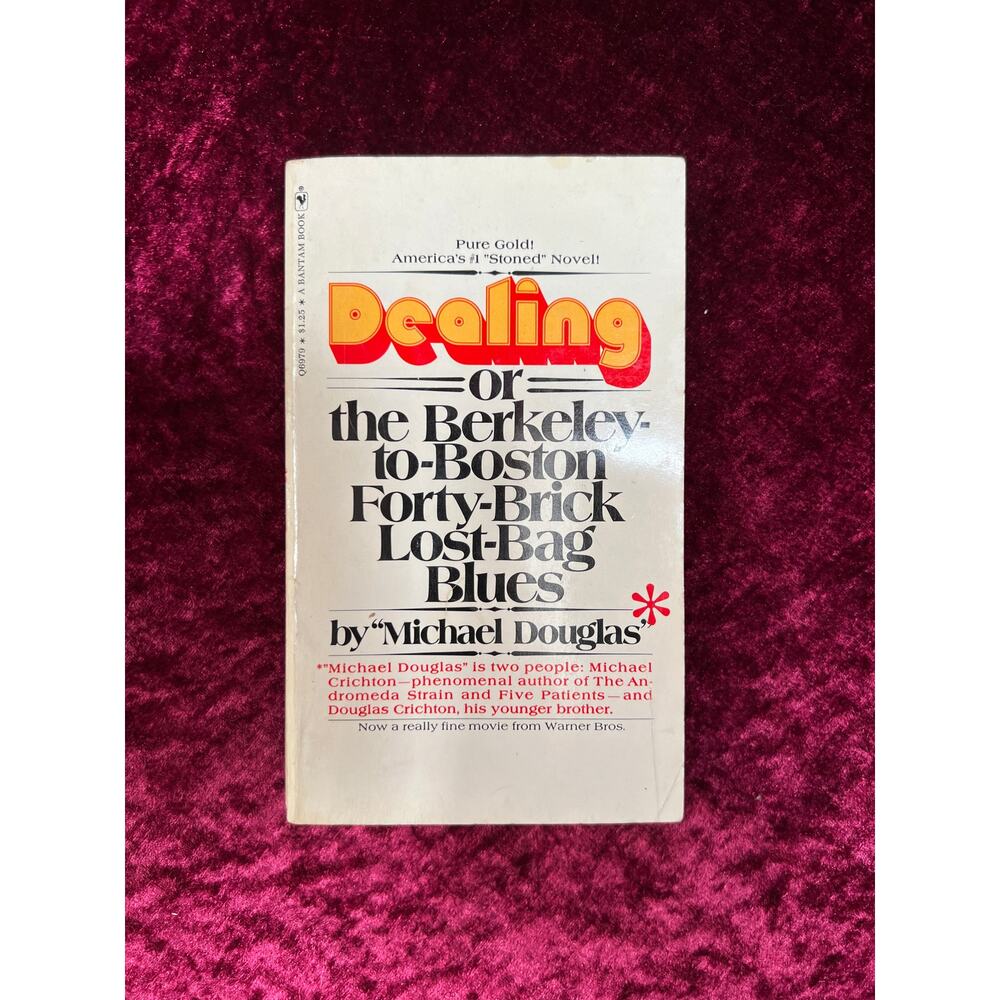 Q6979 * $1.25 * A BANTAM BOOK ®
Pure Gold!
America's #1 "Stoned" Novel!
Dealing
or
the Berkeley-
to-Boston
Forty-Brick
Lost-Bag
Blues
by "Michael Douglas"*
*"Michael Douglas" is two people: Michael
Crichton—phenomenal author of The An-
dromeda Strain and Five Patients—and
Douglas Crichton, his younger brother.
Now a really fine movie from Warner Bros.